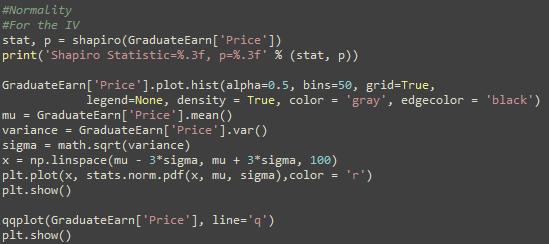 #Normality
#For the IV
stat, p = shapiro(GraduateEarn['Price'])
print('Shapiro Statistic=%.3f, p=%.3f' % (stat, p))

GraduateEarn['Price'].plot.hist(alpha=0.5, bins=50, grid=True,
            legend=None, density = True, color = 'gray', edgecolor = 'black')
mu = GraduateEarn['Price'].mean()
variance = GraduateEarn['Price'].var()
sigma = math.sqrt(variance)
x = np.linspace(mu - 3*sigma, mu + 3*sigma, 100)
plt.plot(x, stats.norm.pdf(x, mu, sigma),color = 'r')
plt.show()

qqplot(GraduateEarn['Price'], line='q')
plt.show()